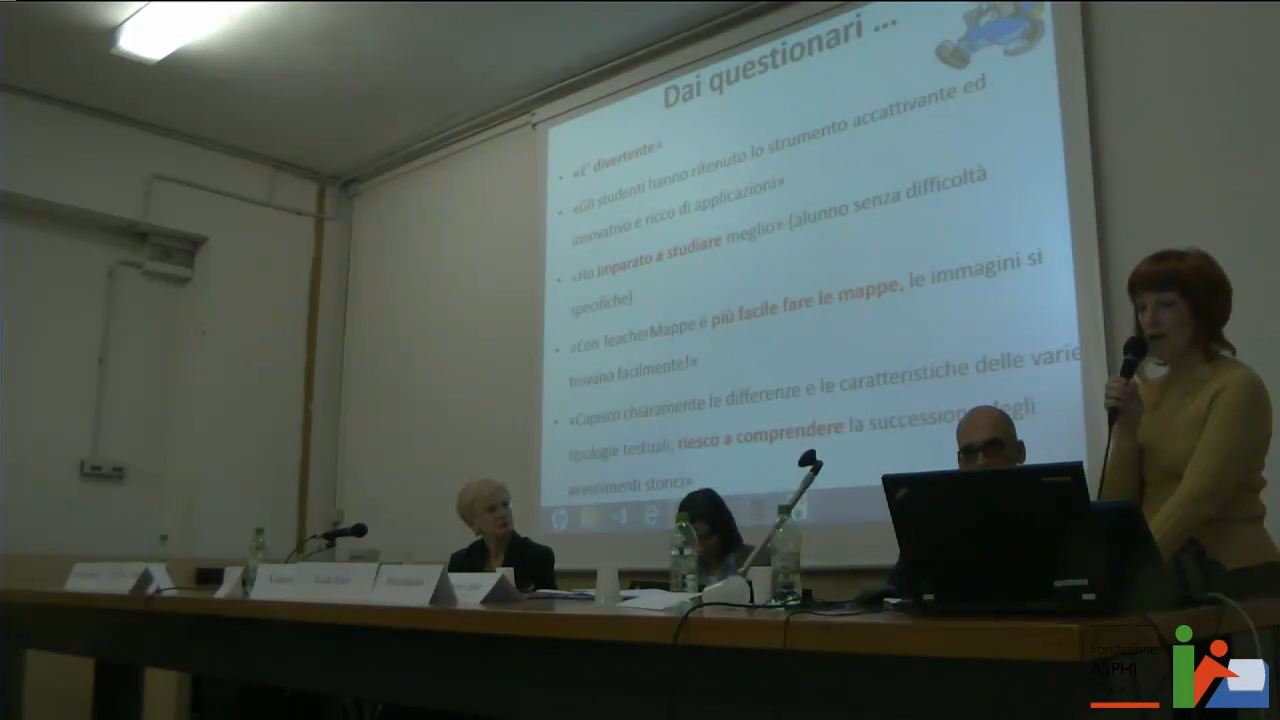 Dai questionari ...
«E' divertente»
«Gli studenti hanno ritenuto lo strumento accattivante ed
innovativo e ricco di applicazioni»
«Ho imparato a studiare meglio» (alunno senza difficoltà
specifiche)
«Con TeacherMappe è più facile fare le mappe, le immagini si
trovano facilmente!»
«Capisco chiaramente le differenze e le caratteristiche delle varie
tipologie testuali, riesco a comprendere la successione degli
avvenimenti storici»
Fondazione
ASPHI